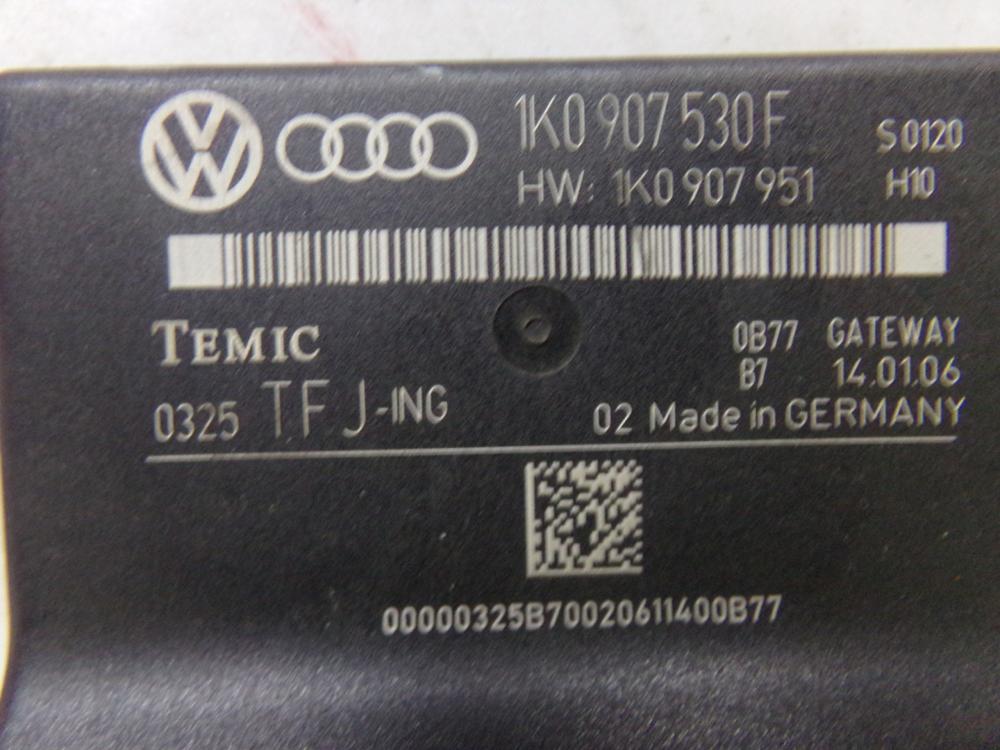 1K0 907 530 F S 0120
HW: 1K0 907 951 H10
TEMIC 0B77 GATEWAY
B7 14.01.06
0325 TFJ-ING 02 Made in GERMANY
00000325B70020611400B77